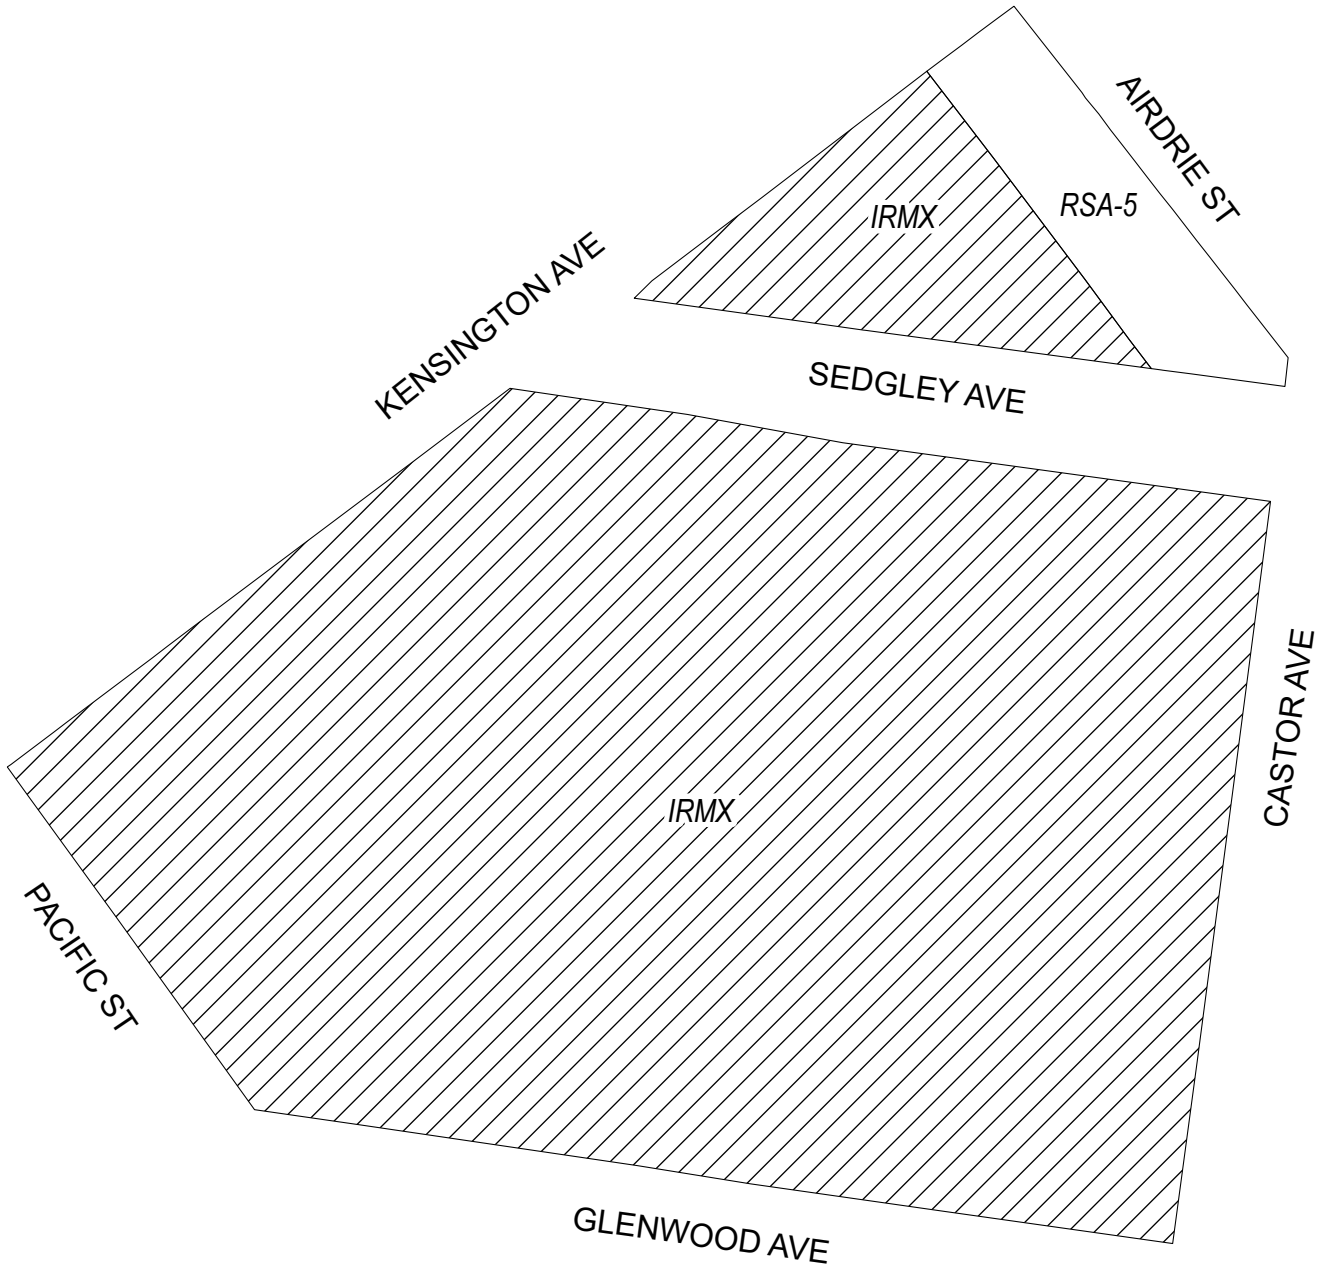 AIRDRIE ST
IRMX
RSA-5
KENSINGTON AVE
SEDGLEY AVE
CASTOR AVE
IRMX
PACIFIC ST
GLENWOOD AVE